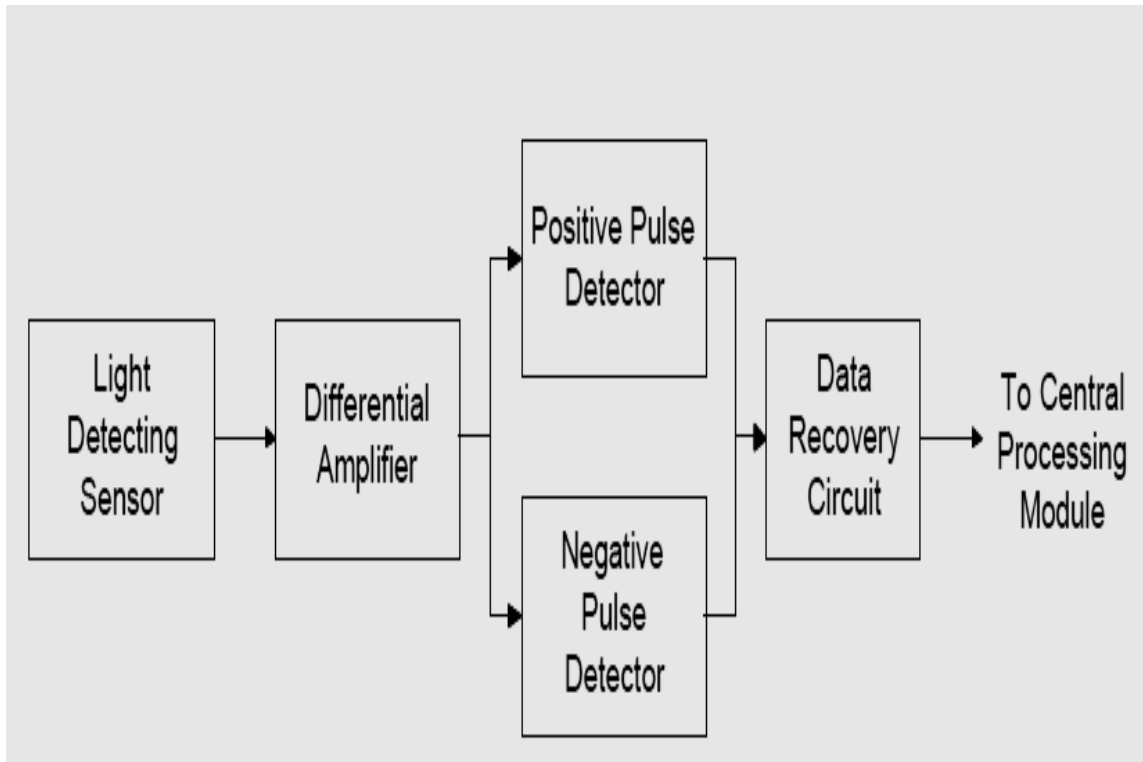 Light
Detecting
Sensor
Differential
Amplifier
Positive Pulse
Detector
Negative
Pulse
Detector
Data
Recovery
Circuit
To Central
Processing
Module